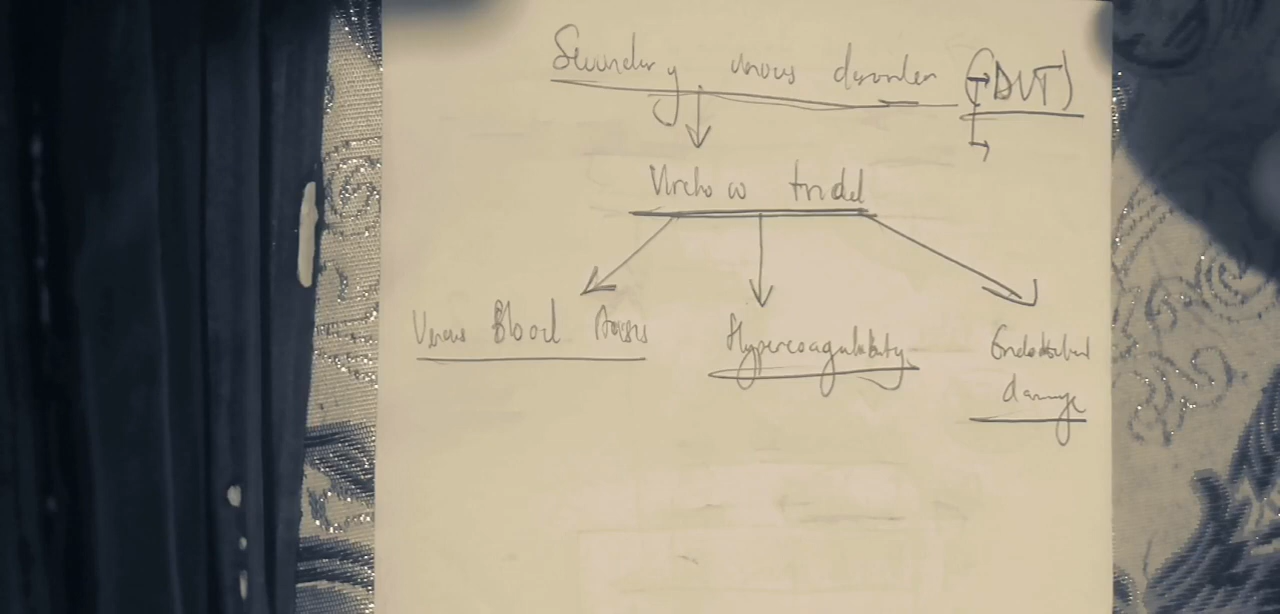 Secondary venous disorder (DVT)
Virchow triad
Venous Blood Stasis
Hypercoagulability
Endothelial
damage